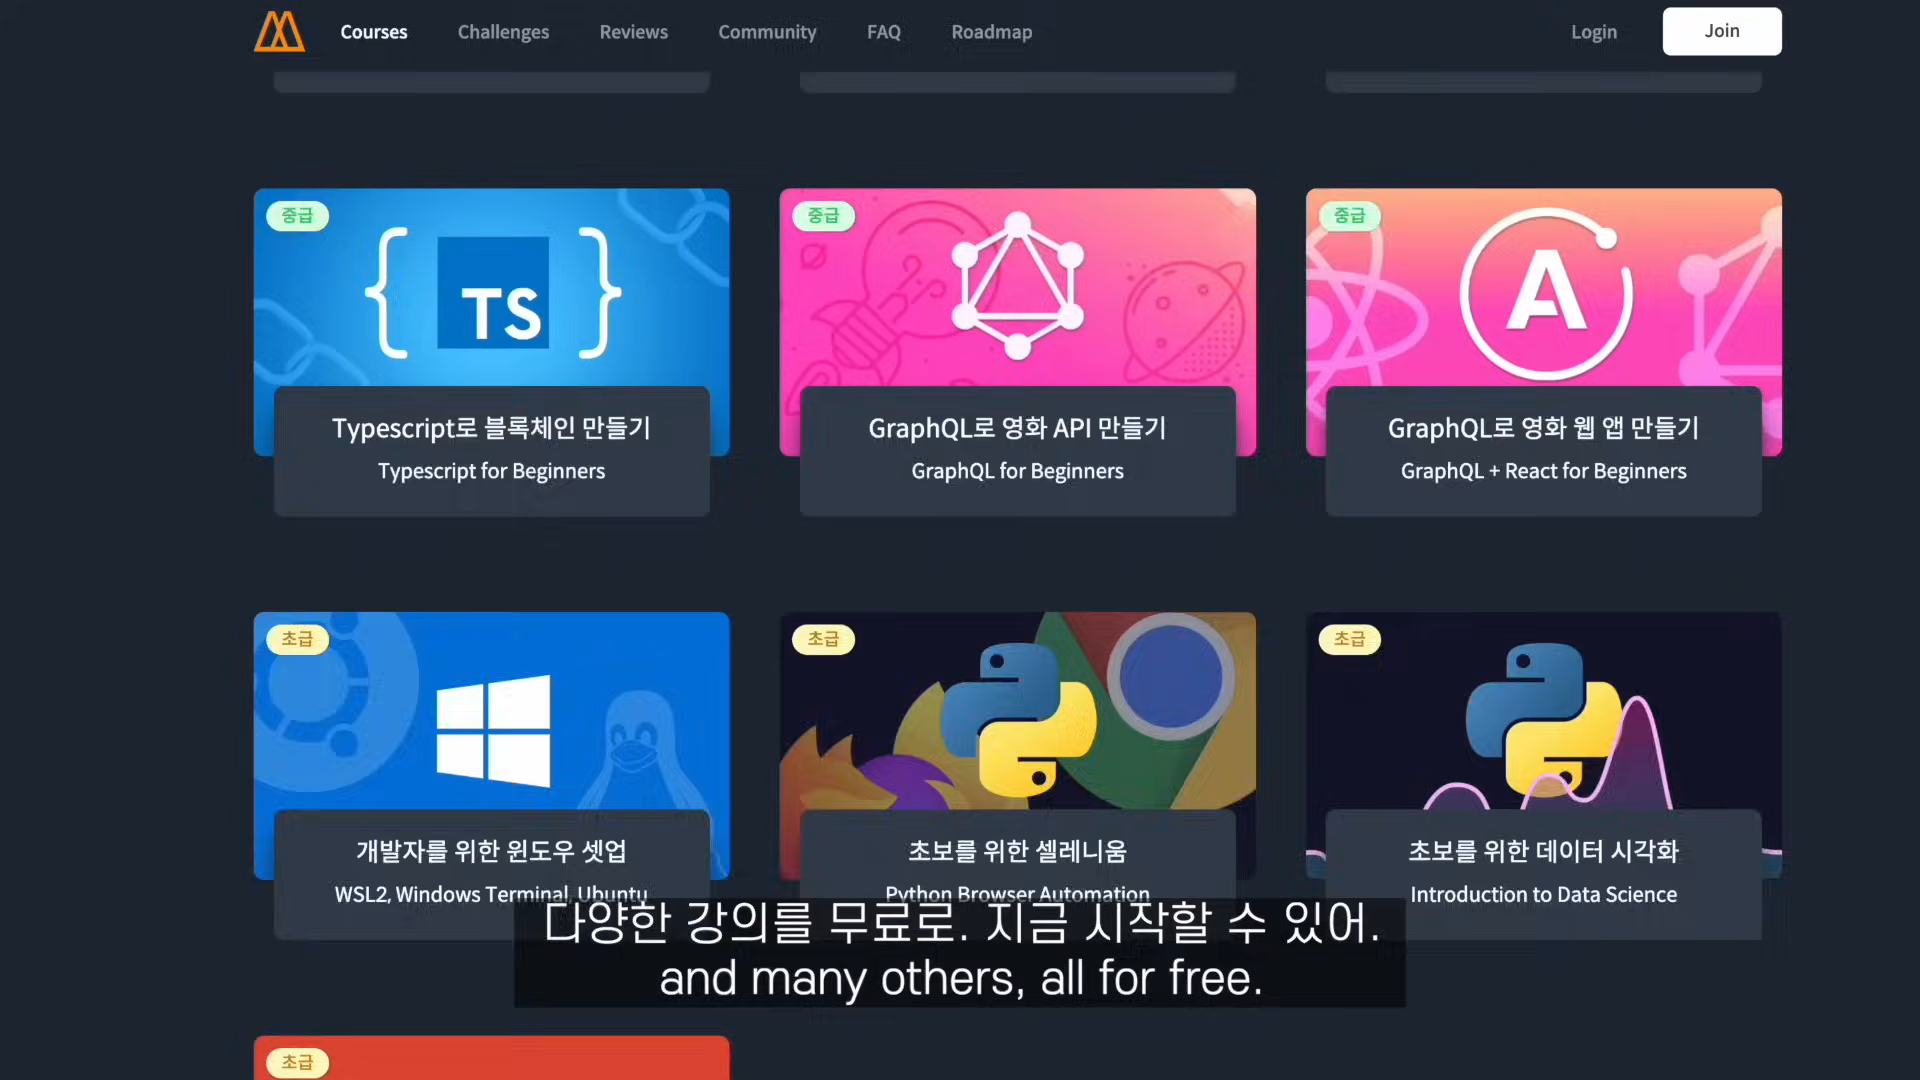 Courses Challenges Reviews Community FAQ Roadmap Login Join
중급
TS
Typescript로 블록체인 만들기
Typescript for Beginners
중급
GraphQL로 영화 API 만들기
GraphQL for Beginners
중급
A
GraphQL로 영화 웹 앱 만들기
GraphQL + React for Beginners
초급
개발자를 위한 윈도우 셋업
WSL2, Windows Terminal, Ubuntu
초급
초보를 위한 셀레니움
Python Browser Automation
초급
초보를 위한 데이터 시각화
Introduction to Data Science
다양한 강의를 무료로. 지금 시작할 수 있어.
and many others, all for free.
초급